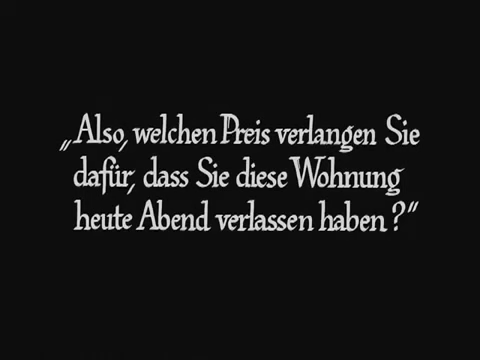 „Also, welchen Preis verlangen Sie
dafür, dass Sie diese Wohnung
heute Abend verlassen haben?“